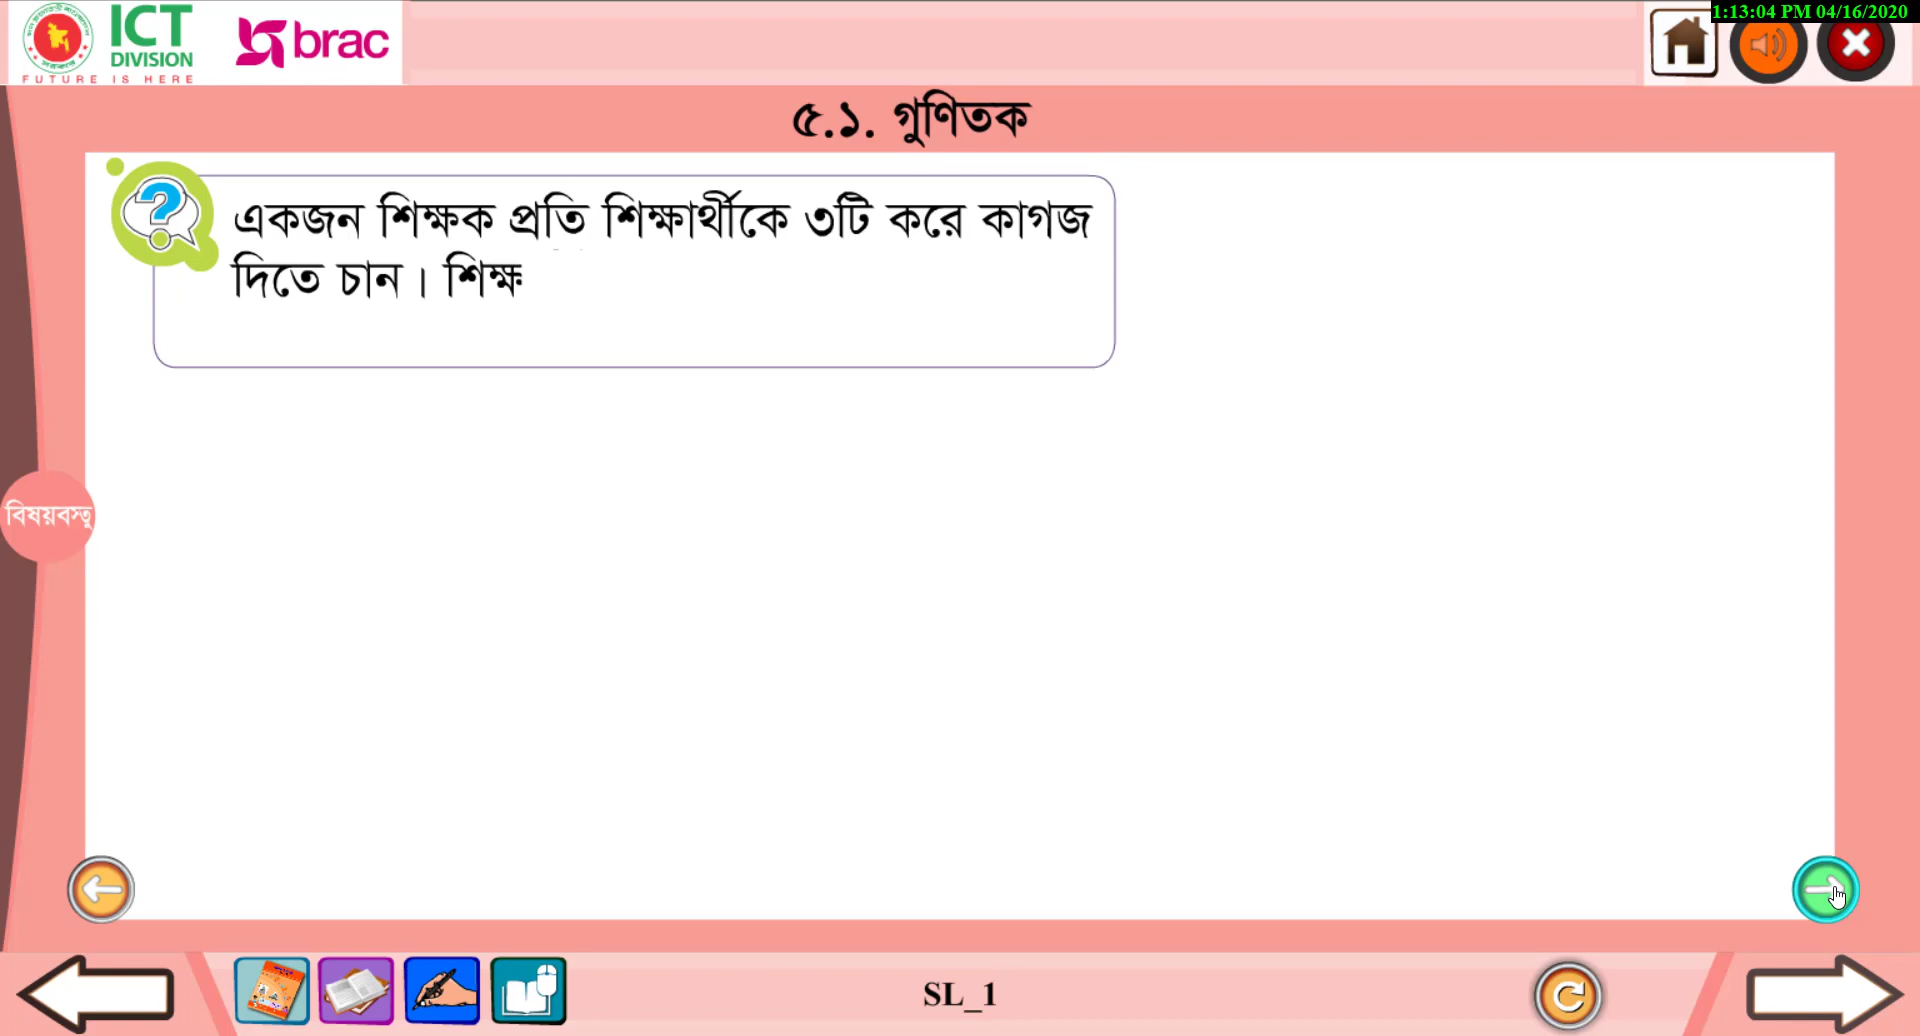 1:13:04 PM 04/16/2020
ICT
DIVISION
FUTURE IS HERE
brac
৫.১. গুণিতক
একজন শিক্ষক প্রতি শিক্ষার্থীকে ৩টি করে কাগজ
দিতে চান। শিক্ষ
বিষয়বস্তু
SL_1